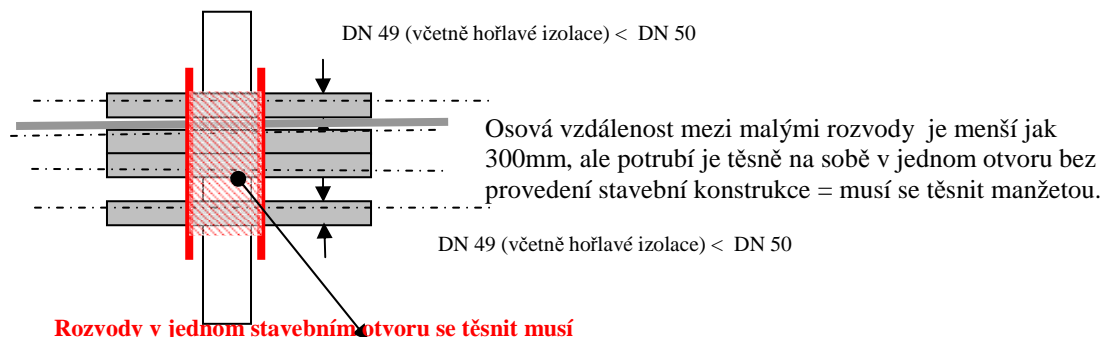 DN 49 (včetně hořlavé izolace) < DN 50
Osová vzdálenost mezi malými rozvody je menší jak
300mm, ale potrubí je těsně na sobě v jednom otvoru bez
provedení stavební konstrukce = musí se těsnit manžetou.
DN 49 (včetně hořlavé izolace) < DN 50
Rozvody v jednom stavebním otvoru se těsnit musí